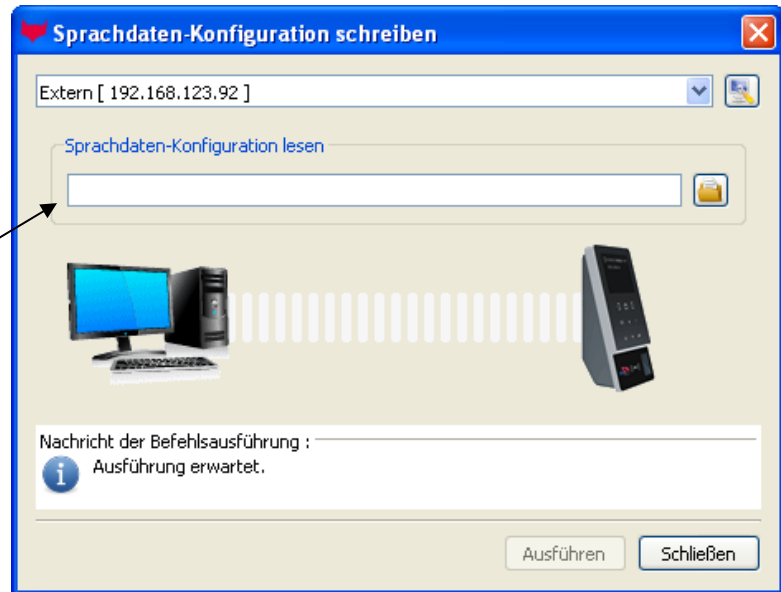 Sprachdaten-Konfiguration schreiben
Extern [ 192.168.123.92 ]
Sprachdaten-Konfiguration lesen
Nachricht der Befehlsausführung :
Ausführung erwartet.
Ausführen
Schließen